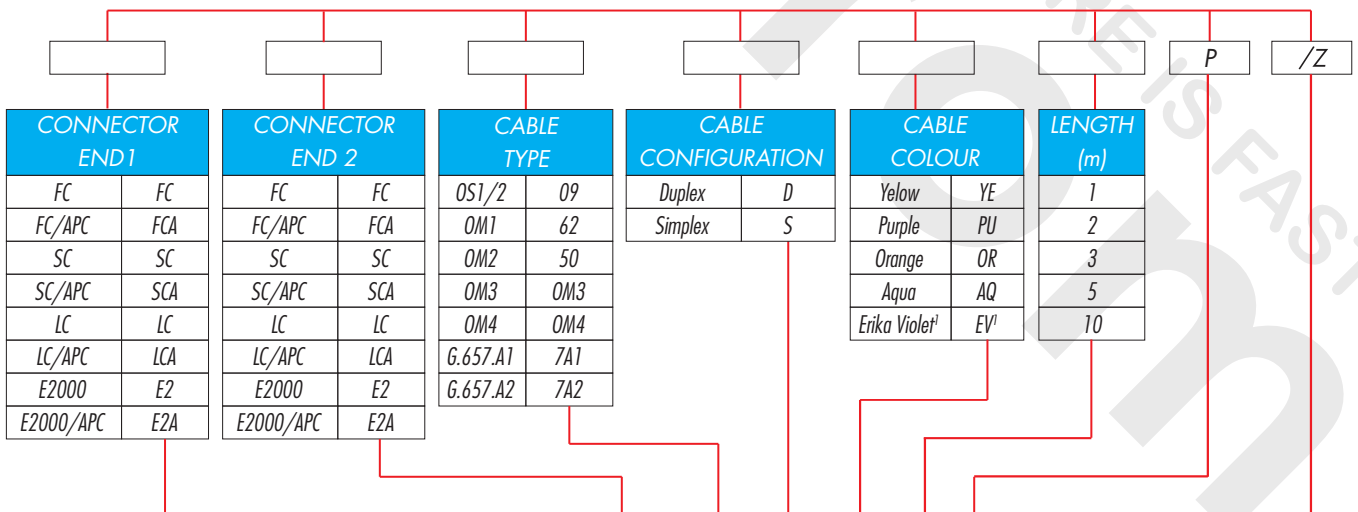 P /Z
CONNECTOR END1
FC FC
FC/APC FCA
SC SC
SC/APC SCA
LC LC
LC/APC LCA
E2000 E2
E2000/APC E2A
CONNECTOR END 2
FC FC
FC/APC FCA
SC SC
SC/APC SCA
LC LC
LC/APC LCA
E2000 E2
E2000/APC E2A
CABLE TYPE
OS1/2 09
OM1 62
OM2 50
OM3 OM3
OM4 OM4
G.657.A1 7A1
G.657.A2 7A2
CABLE CONFIGURATION
Duplex D
Simplex S
CABLE COLOUR
Yelow YE
Purple PU
Orange OR
Aqua AQ
Erika Violet¹ EV¹
LENGTH (m)
1
2
3
5
10
IS FAST